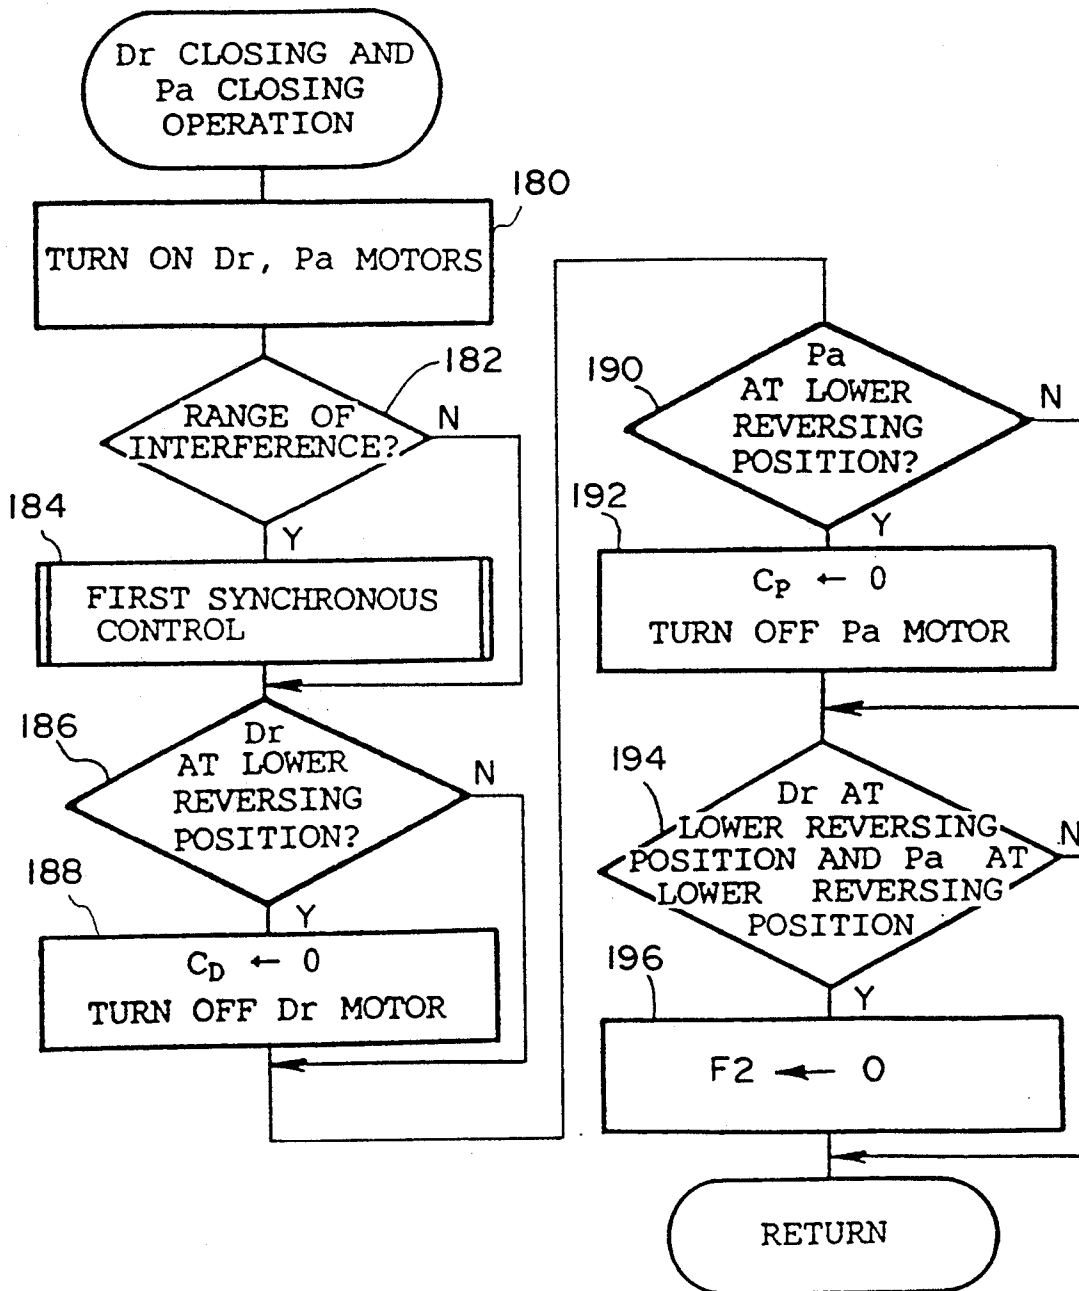 Dr CLOSING AND
Pa CLOSING
OPERATION
180
TURN ON Dr, Pa MOTORS
182
RANGE OF
INTERFERENCE?
N
Y
184
FIRST SYNCHRONOUS
CONTROL
186
Dr
AT LOWER
REVERSING
POSITION?
N
Y
188
CD ← 0
TURN OFF Dr MOTOR
190
Pa
AT LOWER
REVERSING
POSITION?
N
Y
192
CP ← 0
TURN OFF Pa MOTOR
194
Dr AT
LOWER REVERSING
POSITION AND Pa AT
LOWER REVERSING
POSITION
N
Y
196
F2 ← 0
RETURN